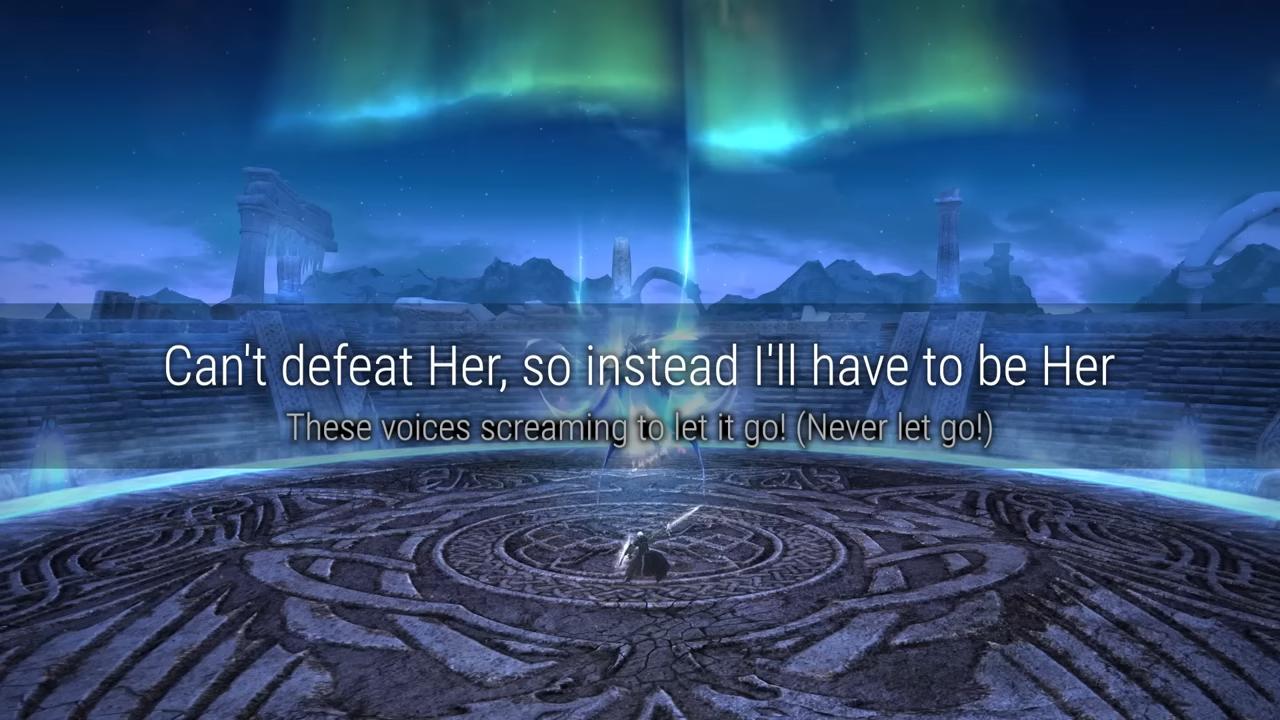 Can't defeat Her, so instead I'll have to be Her
These voices screaming to let it go! (Never let go!)